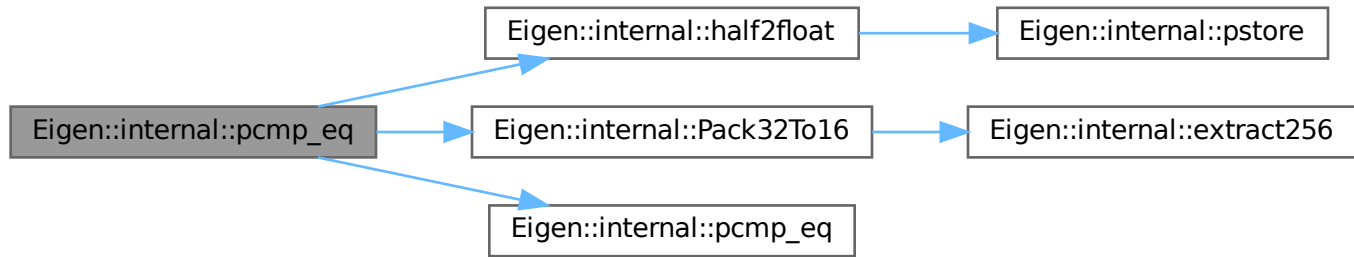 Eigen::internal::half2float
Eigen::internal::pstore
Eigen::internal::pcmp_eq
Eigen::internal::Pack32To16
Eigen::internal::extract256
Eigen::internal::pcmp_eq